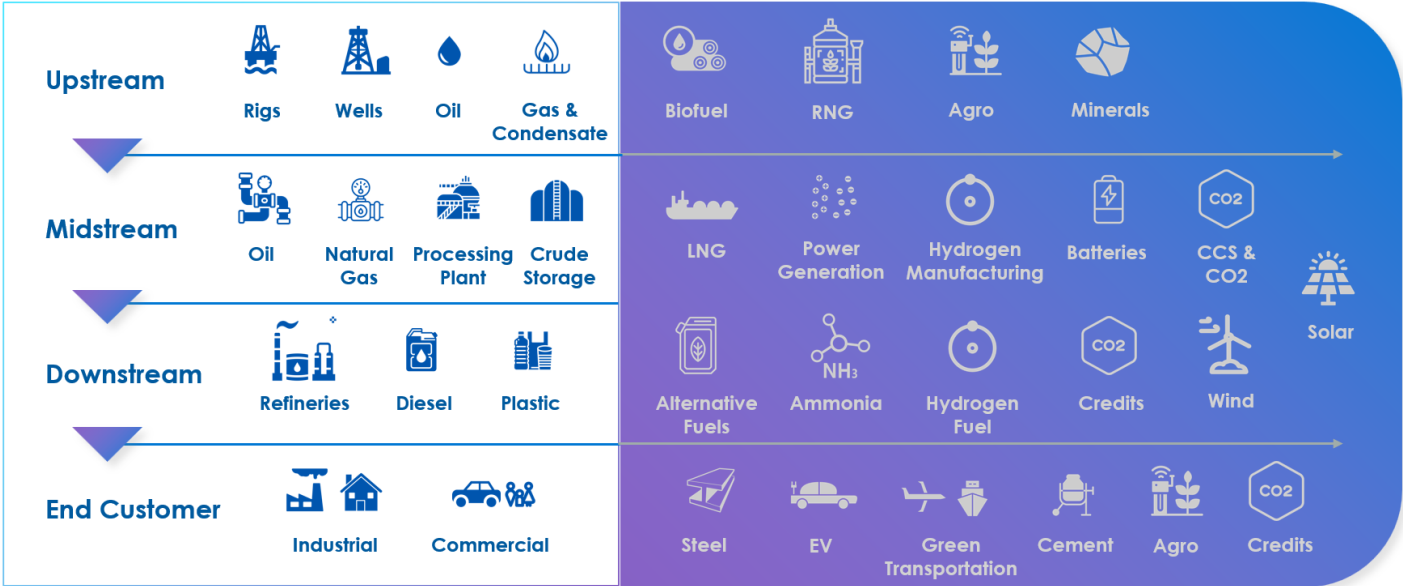 Upstream
Rigs
Wells
Oil
Gas &
Condensate
Biofuel
RNG
Agro
Minerals
Midstream
Oil
Natural
Gas
Processing
Plant
Crude
Storage
LNG
Power
Generation
Hydrogen
Manufacturing
Batteries
CO2
CCS &
CO2
Solar
Downstream
Refineries
Diesel
Plastic
Alternative
Fuels
NH₃
Ammonia
Hydrogen
Fuel
CO2
Credits
Wind
End Customer
Industrial
Commercial
Steel
EV
Green
Transportation
Cement
Agro
CO2
Credits